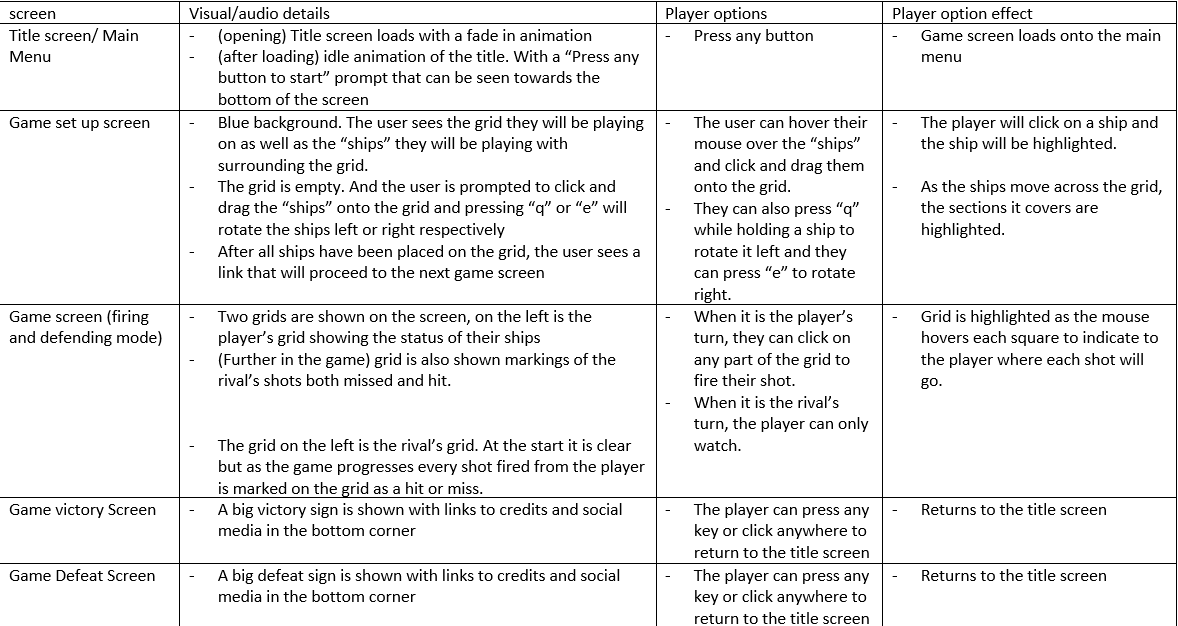 screen
Visual/audio details
Player options
Player option effect
Title screen/ Main
Menu
- (opening) Title screen loads with a fade in animation
- (after loading) idle animation of the title. With a “Press any
button to start” prompt that can be seen towards the
bottom of the screen
- Press any button
- Game screen loads onto the main
menu
Game set up screen
- Blue background. The user sees the grid they will be playing
on as well as the “ships” they will be playing with
surrounding the grid.
- The grid is empty. And the user is prompted to click and
drag the “ships” onto the grid and pressing “q” or “e” will
rotate the ships left or right respectively
- After all ships have been placed on the grid, the user sees a
link that will proceed to the next game screen
- The user can hover their
mouse over the “ships”
and click and drag them
onto the grid.
- They can also press “q”
while holding a ship to
rotate it left and they
can press “e” to rotate
right.
- The player will click on a ship and
the ship will be highlighted.
- As the ships move across the grid,
the sections it covers are
highlighted.
Game screen (firing
and defending mode)
- Two grids are shown on the screen, on the left is the
player’s grid showing the status of their ships
- (Further in the game) grid is also shown markings of the
rival’s shots both missed and hit.
- The grid on the left is the rival’s grid. At the start it is clear
but as the game progresses every shot fired from the player
is marked on the grid as a hit or miss.
- When it is the player’s
turn, they can click on
any part of the grid to
fire their shot.
- When it is the rival’s
turn, the player can only
watch.
- Grid is highlighted as the mouse
hovers each square to indicate to
the player where each shot will
go.
Game victory Screen
- A big victory sign is shown with links to credits and social
media in the bottom corner
- The player can press any
key or click anywhere to
return to the title screen
- Returns to the title screen
Game Defeat Screen
- A big defeat sign is shown with links to credits and social
media in the bottom corner
- The player can press any
key or click anywhere to
return to the title screen
- Returns to the title screen